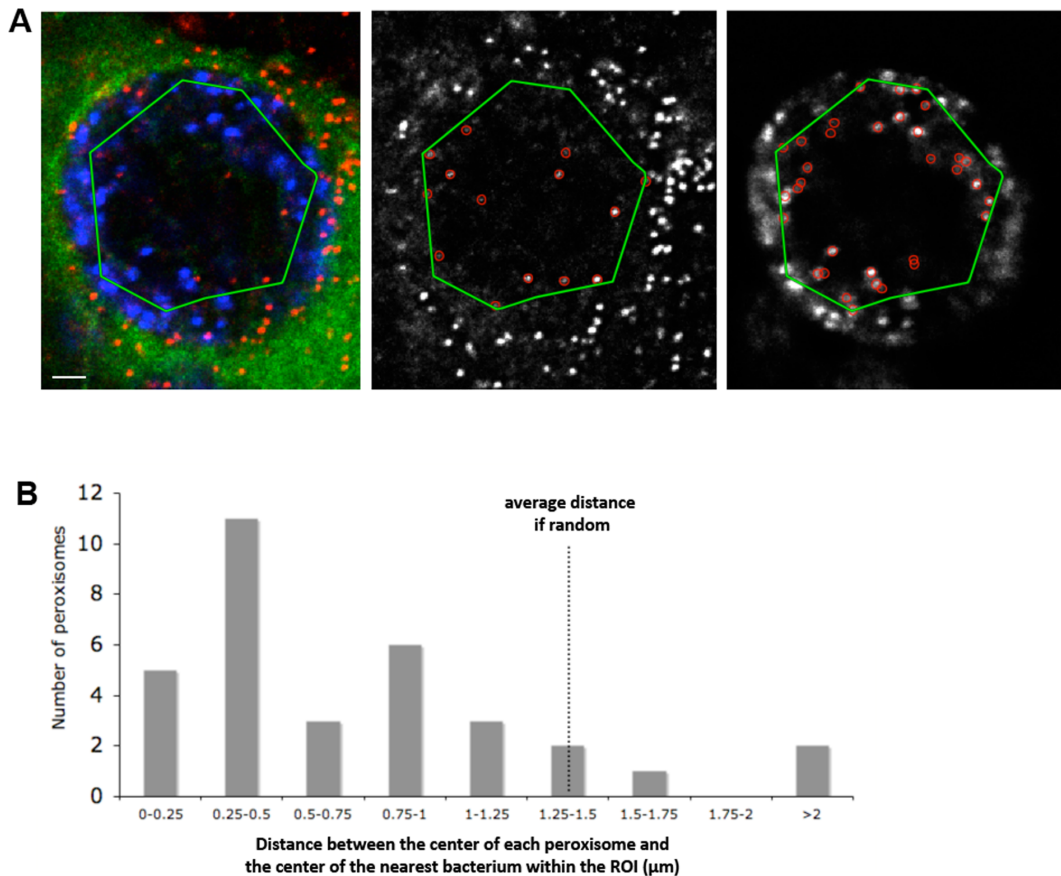 A
B
average distance
if random
Number of peroxisomes
12
10
8
6
4
2
0
0-0.25 0.25-0.5 0.5-0.75 0.75-1 1-1.25 1.25-1.5 1.5-1.75 1.75-2 >2
Distance between the center of each peroxisome and
the center of the nearest bacterium within the ROI (µm)